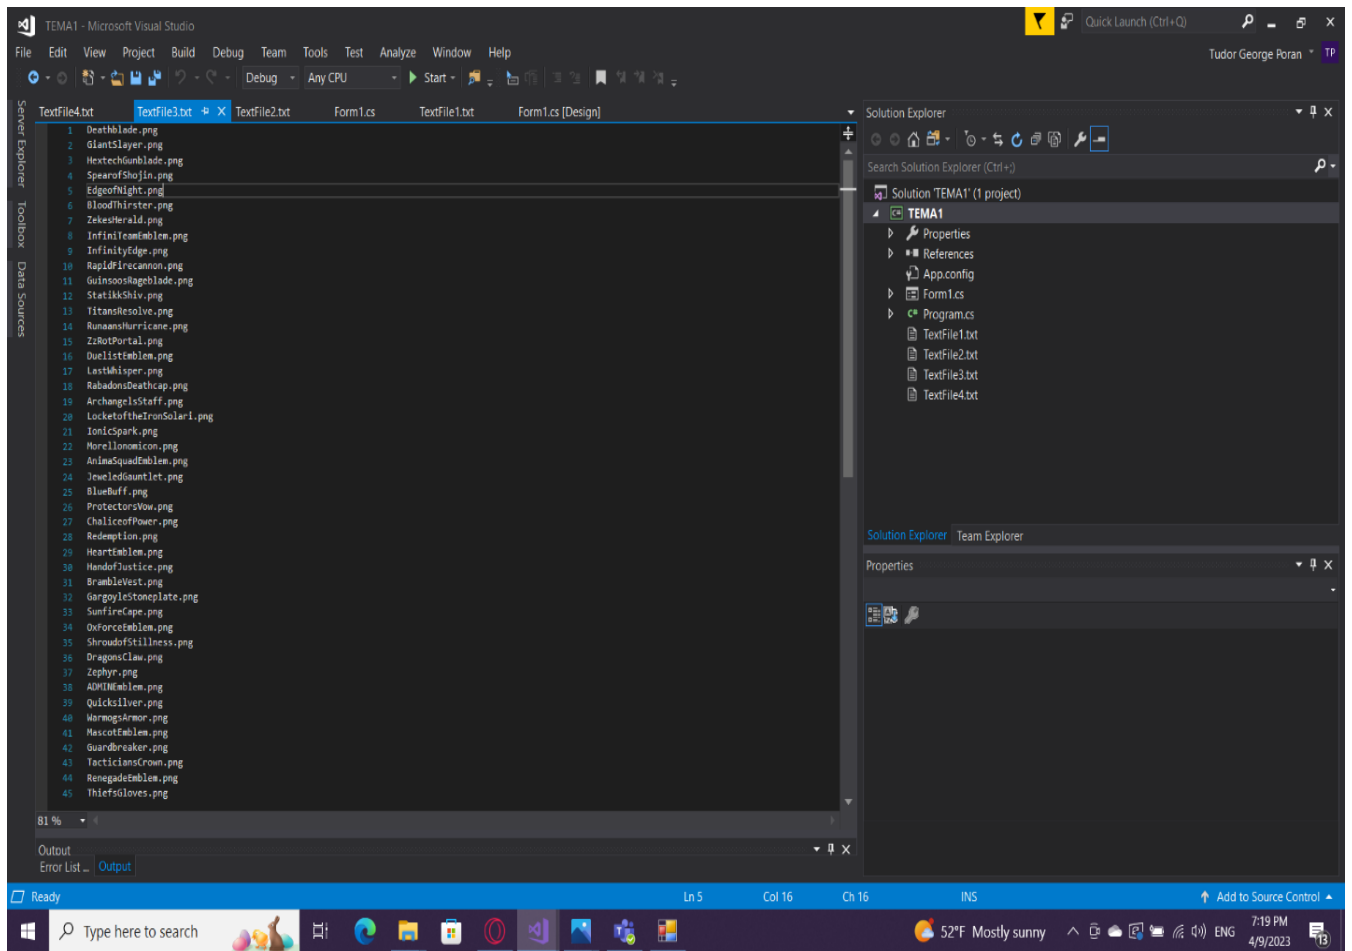 TEMA1 - Microsoft Visual Studio
Quick Launch (Ctrl+Q)
File Edit View Project Build Debug Team Tools Test Analyze Window Help
Tudor George Poran TP
Debug Any CPU Start
Server Explorer
Toolbox
Data Sources
TextFile4.txt TextFile3.txt TextFile2.txt Form1.cs TextFile1.txt Form1.cs [Design]
1 Deathblade.png
2 GiantSlayer.png
3 HextechGunblade.png
4 SpearofShojin.png
5 EdgeofNight.png
6 BloodThirster.png
7 ZekesHerald.png
8 InfiniTeamEmblem.png
9 InfinityEdge.png
10 RapidFirecannon.png
11 GuinsoosRageblade.png
12 StatikkShiv.png
13 TitansResolve.png
14 RunaansHurricane.png
15 ZzRotPortal.png
16 DuelistEmblem.png
17 LastWhisper.png
18 RabadonsDeathcap.png
19 ArchangelsStaff.png
20 LocketoftheIronSolari.png
21 IonicSpark.png
22 Morellonomicon.png
23 AnimaSquadEmblem.png
24 JeweledGauntlet.png
25 BlueBuff.png
26 ProtectorsVow.png
27 ChaliceofPower.png
28 Redemption.png
29 HeartEmblem.png
30 HandofJustice.png
31 BrambleVest.png
32 GargoyleStoneplate.png
33 SunfireCape.png
34 OxForceEmblem.png
35 ShroudofStillness.png
36 DragonsClaw.png
37 Zephyr.png
38 ADMINEmblem.png
39 Quicksilver.png
40 WarmogsArmor.png
41 MascotEmblem.png
42 Guardbreaker.png
43 TacticiansCrown.png
44 RenegadeEmblem.png
45 ThiefsGloves.png
81 %
Output
Error List ... Output
Solution Explorer
Search Solution Explorer (Ctrl+;)
Solution 'TEMA1' (1 project)
TEMA1
Properties
References
App.config
Form1.cs
Program.cs
TextFile1.txt
TextFile2.txt
TextFile3.txt
TextFile4.txt
Solution Explorer Team Explorer
Properties
Ready Ln 5 Col 16 Ch 16 INS Add to Source Control
Type here to search 52°F Mostly sunny ENG 7:19 PM
4/9/2023 13